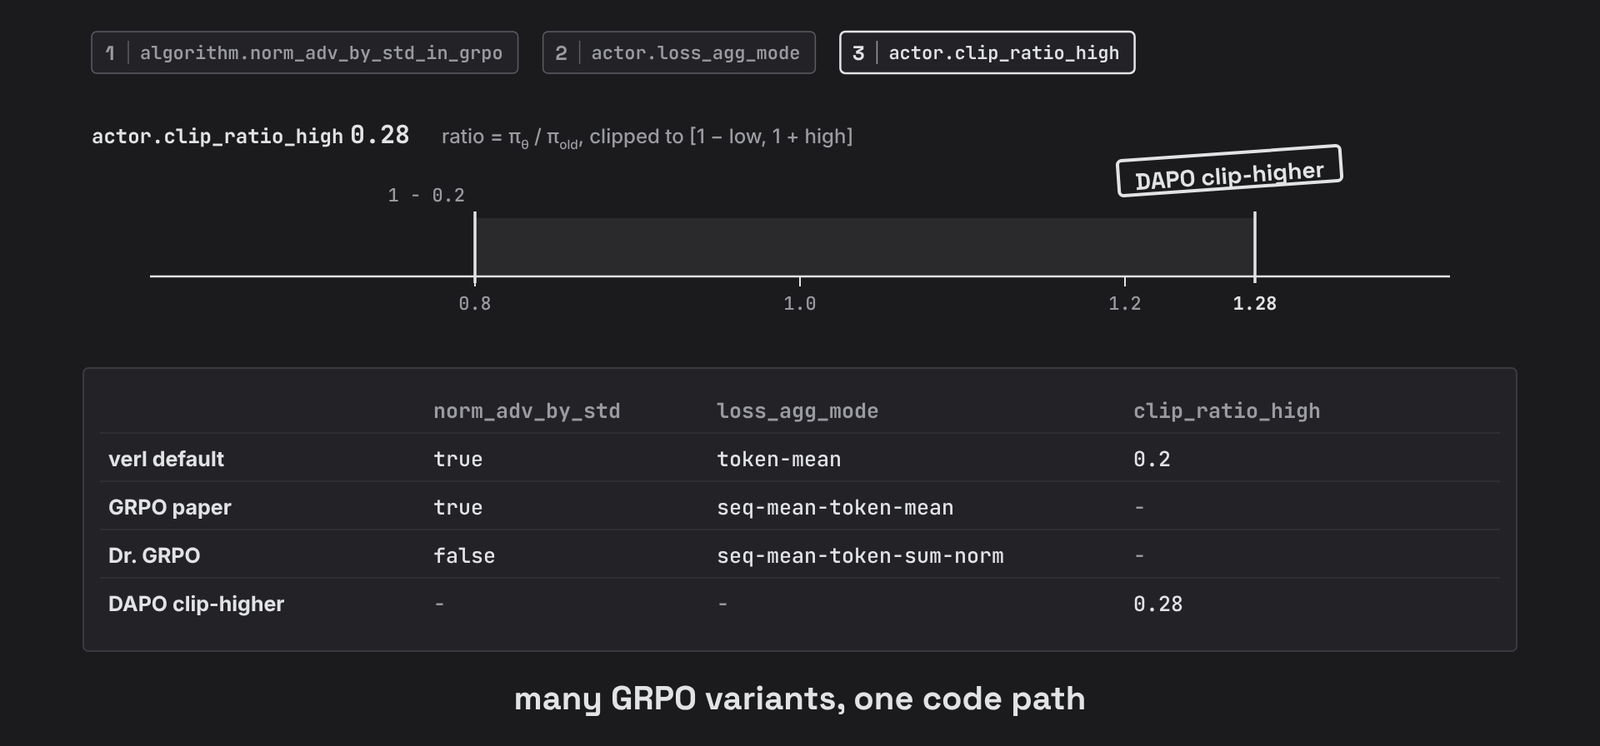 1 algorithm.norm_adv_by_std_in_grpo 2 actor.loss_agg_mode 3 actor.clip_ratio_high
actor.clip_ratio_high 0.28 ratio = πθ / πold, clipped to [1 – low, 1 + high]
DAPO clip-higher
1 - 0.2
0.8 1.0 1.2 1.28
norm_adv_by_std loss_agg_mode clip_ratio_high
verl default true token-mean 0.2
GRPO paper true seq-mean-token-mean -
Dr. GRPO false seq-mean-token-sum-norm -
DAPO clip-higher - - 0.28
many GRPO variants, one code path